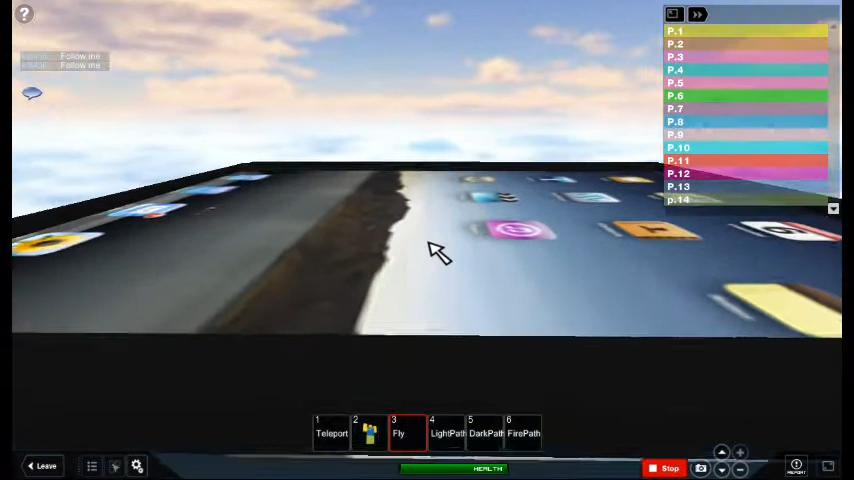 ?
Follow me
Follow me
P.1
P.2
P.3
P.4
P.5
P.6
P.7
P.8
P.9
P.10
P.11
P.12
P.13
p.14
1 2 3 4 5 6
Teleport Fly LightPath DarkPath FirePath
Leave
HEALTH
Stop
REPORT